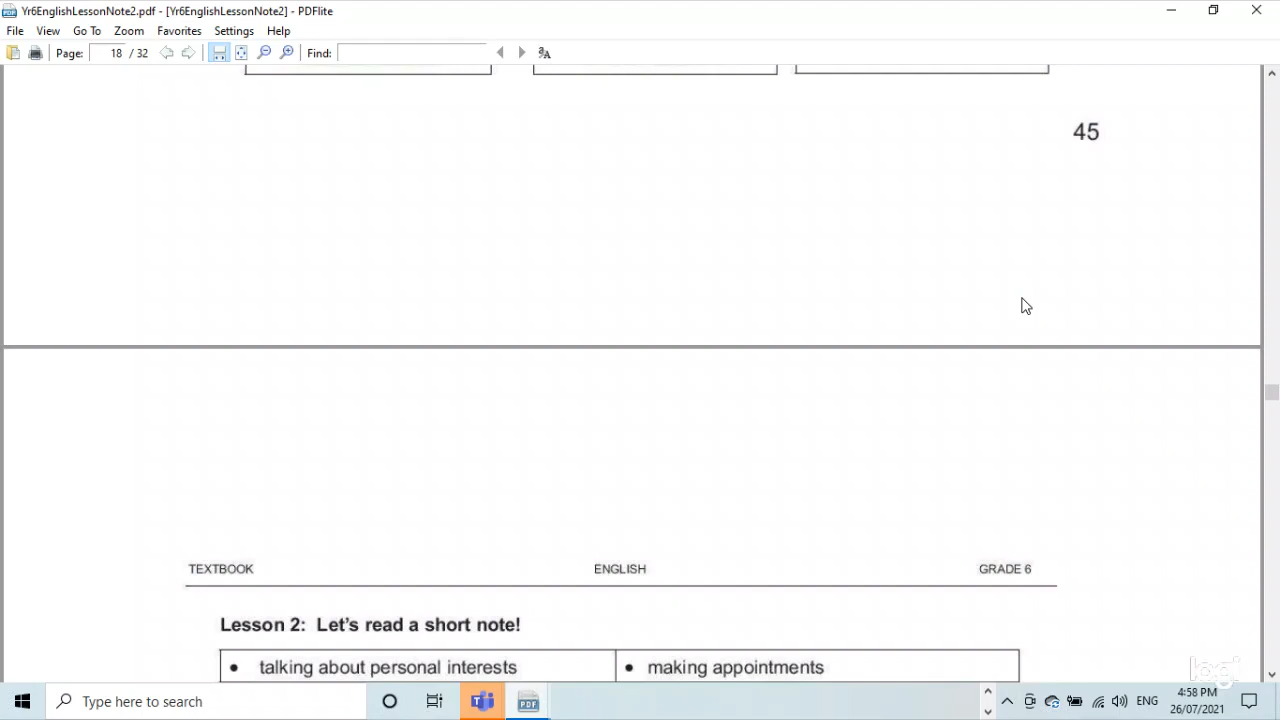 Yr6EnglishLessonNote2.pdf - [Yr6EnglishLessonNote2] - PDFlite
File View Go To Zoom Favorites Settings Help
Page: 18 / 32 Find:
45
TEXTBOOK ENGLISH GRADE 6
Lesson 2: Let's read a short note!
• talking about personal interests • making appointments
logi
Type here to search PDF ENG 4:58 PM
26/07/2021